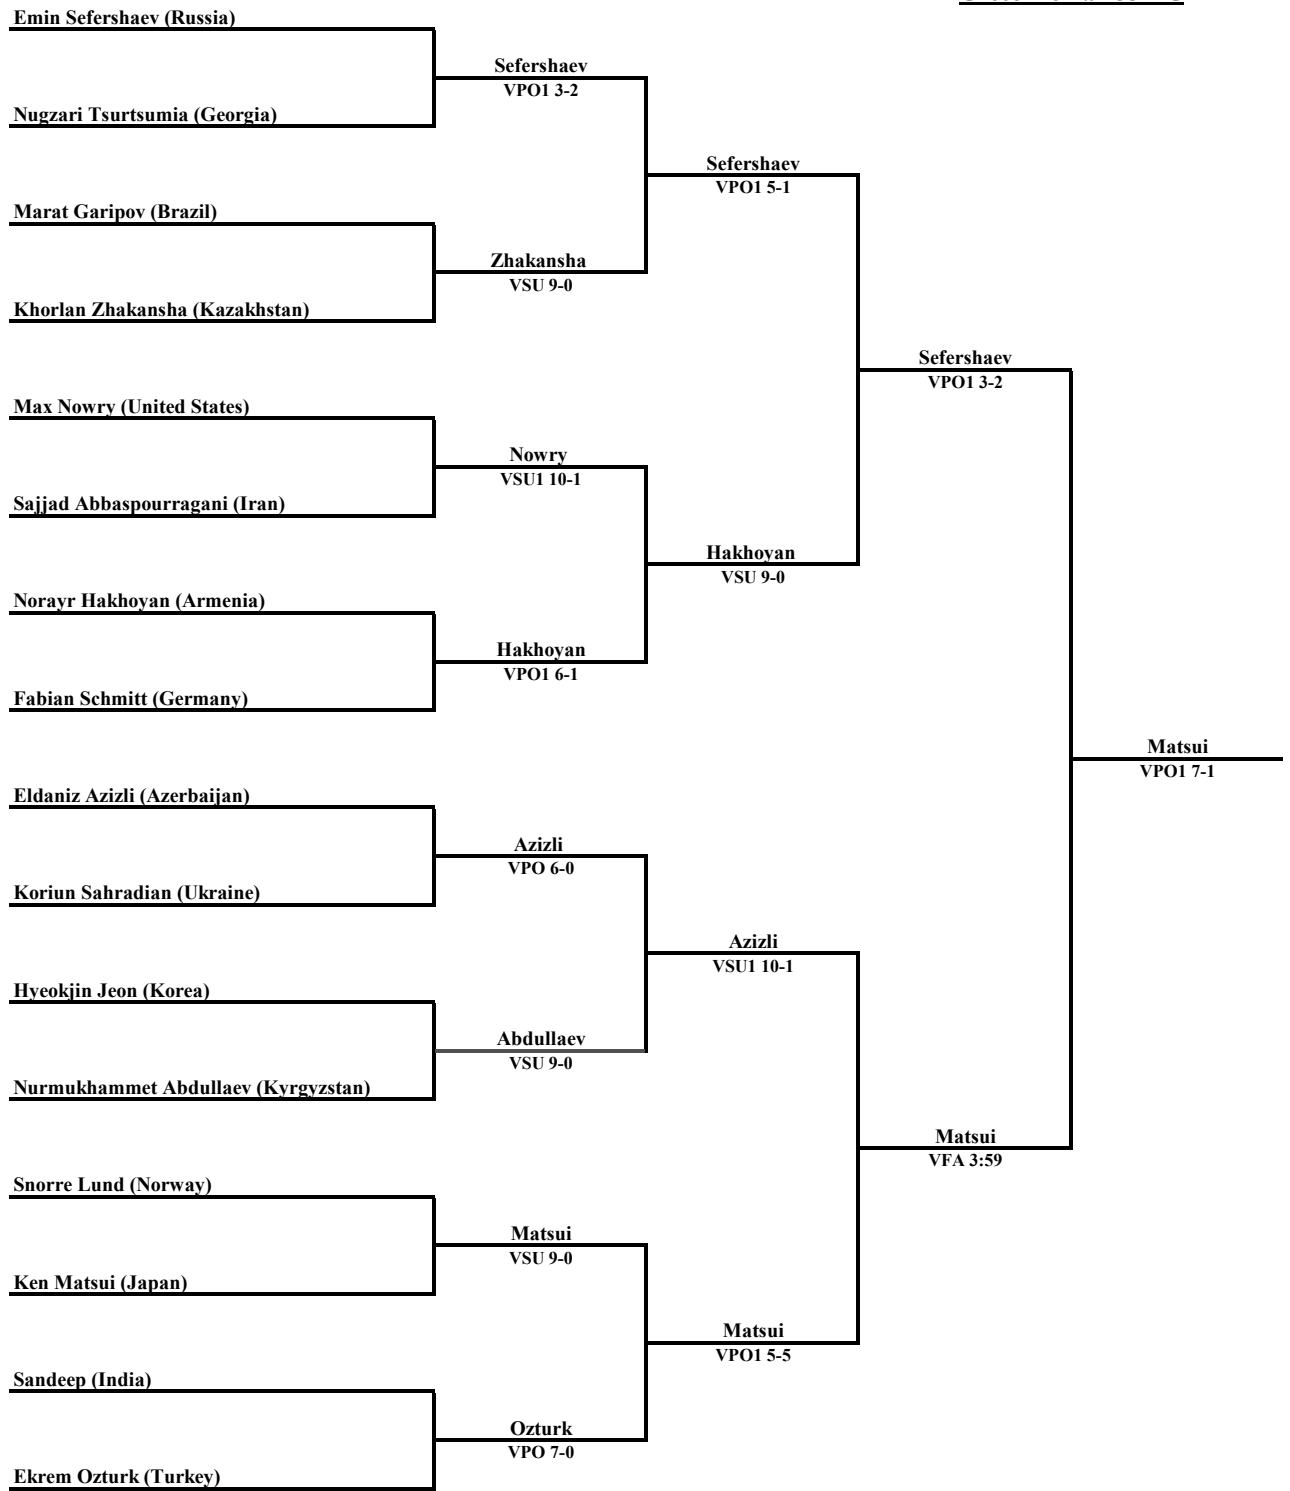 Emin Sefershaev (Russia)
Sefershaev
VPO1 3-2
Nugzari Tsurtsumia (Georgia)
Sefershaev
VPO1 5-1
Marat Garipov (Brazil)
Zhakansha
VSU 9-0
Khorlan Zhakansha (Kazakhstan)
Sefershaev
VPO1 3-2
Max Nowry (United States)
Nowry
VSU1 10-1
Sajjad Abbaspourragani (Iran)
Hakhoyan
VSU 9-0
Norayr Hakhoyan (Armenia)
Hakhoyan
VPO1 6-1
Fabian Schmitt (Germany)
Matsui
VPO1 7-1
Eldaniz Azizli (Azerbaijan)
Azizli
VPO 6-0
Koriun Sahradian (Ukraine)
Azizli
VSU1 10-1
Hyeokjin Jeon (Korea)
Abdullaev
VSU 9-0
Nurmukhammet Abdullaev (Kyrgyzstan)
Matsui
VFA 3:59
Snorre Lund (Norway)
Matsui
VSU 9-0
Ken Matsui (Japan)
Matsui
VPO1 5-5
Sandeep (India)
Ozturk
VPO 7-0
Ekrem Ozturk (Turkey)